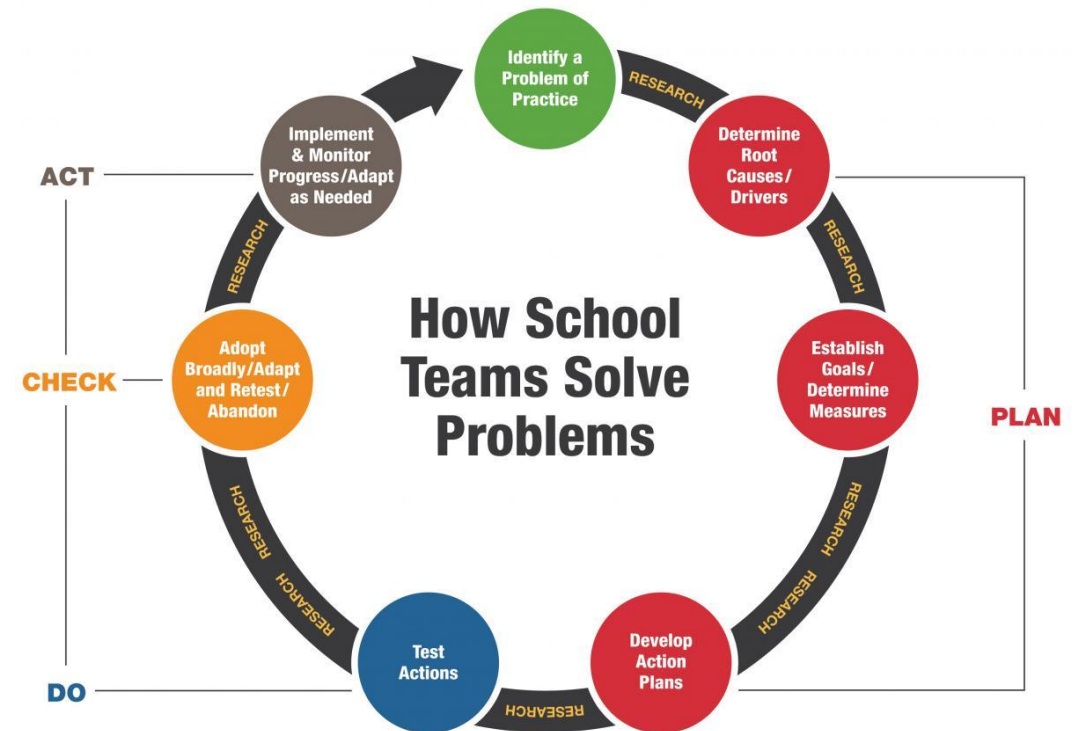 Identify a
Problem of
Practice
RESEARCH
Determine
Root
Causes/
Drivers
RESEARCH
Establish
Goals/
Determine
Measures
PLAN
RESEARCH
RESEARCH
Develop
Action
Plans
RESEARCH
Test
Actions
DO
RESEARCH
RESEARCH
Adopt
Broadly/Adapt
and Retest/
Abandon
CHECK
RESEARCH
Implement
& Monitor
Progress/Adapt
as Needed
ACT
How School
Teams Solve
Problems